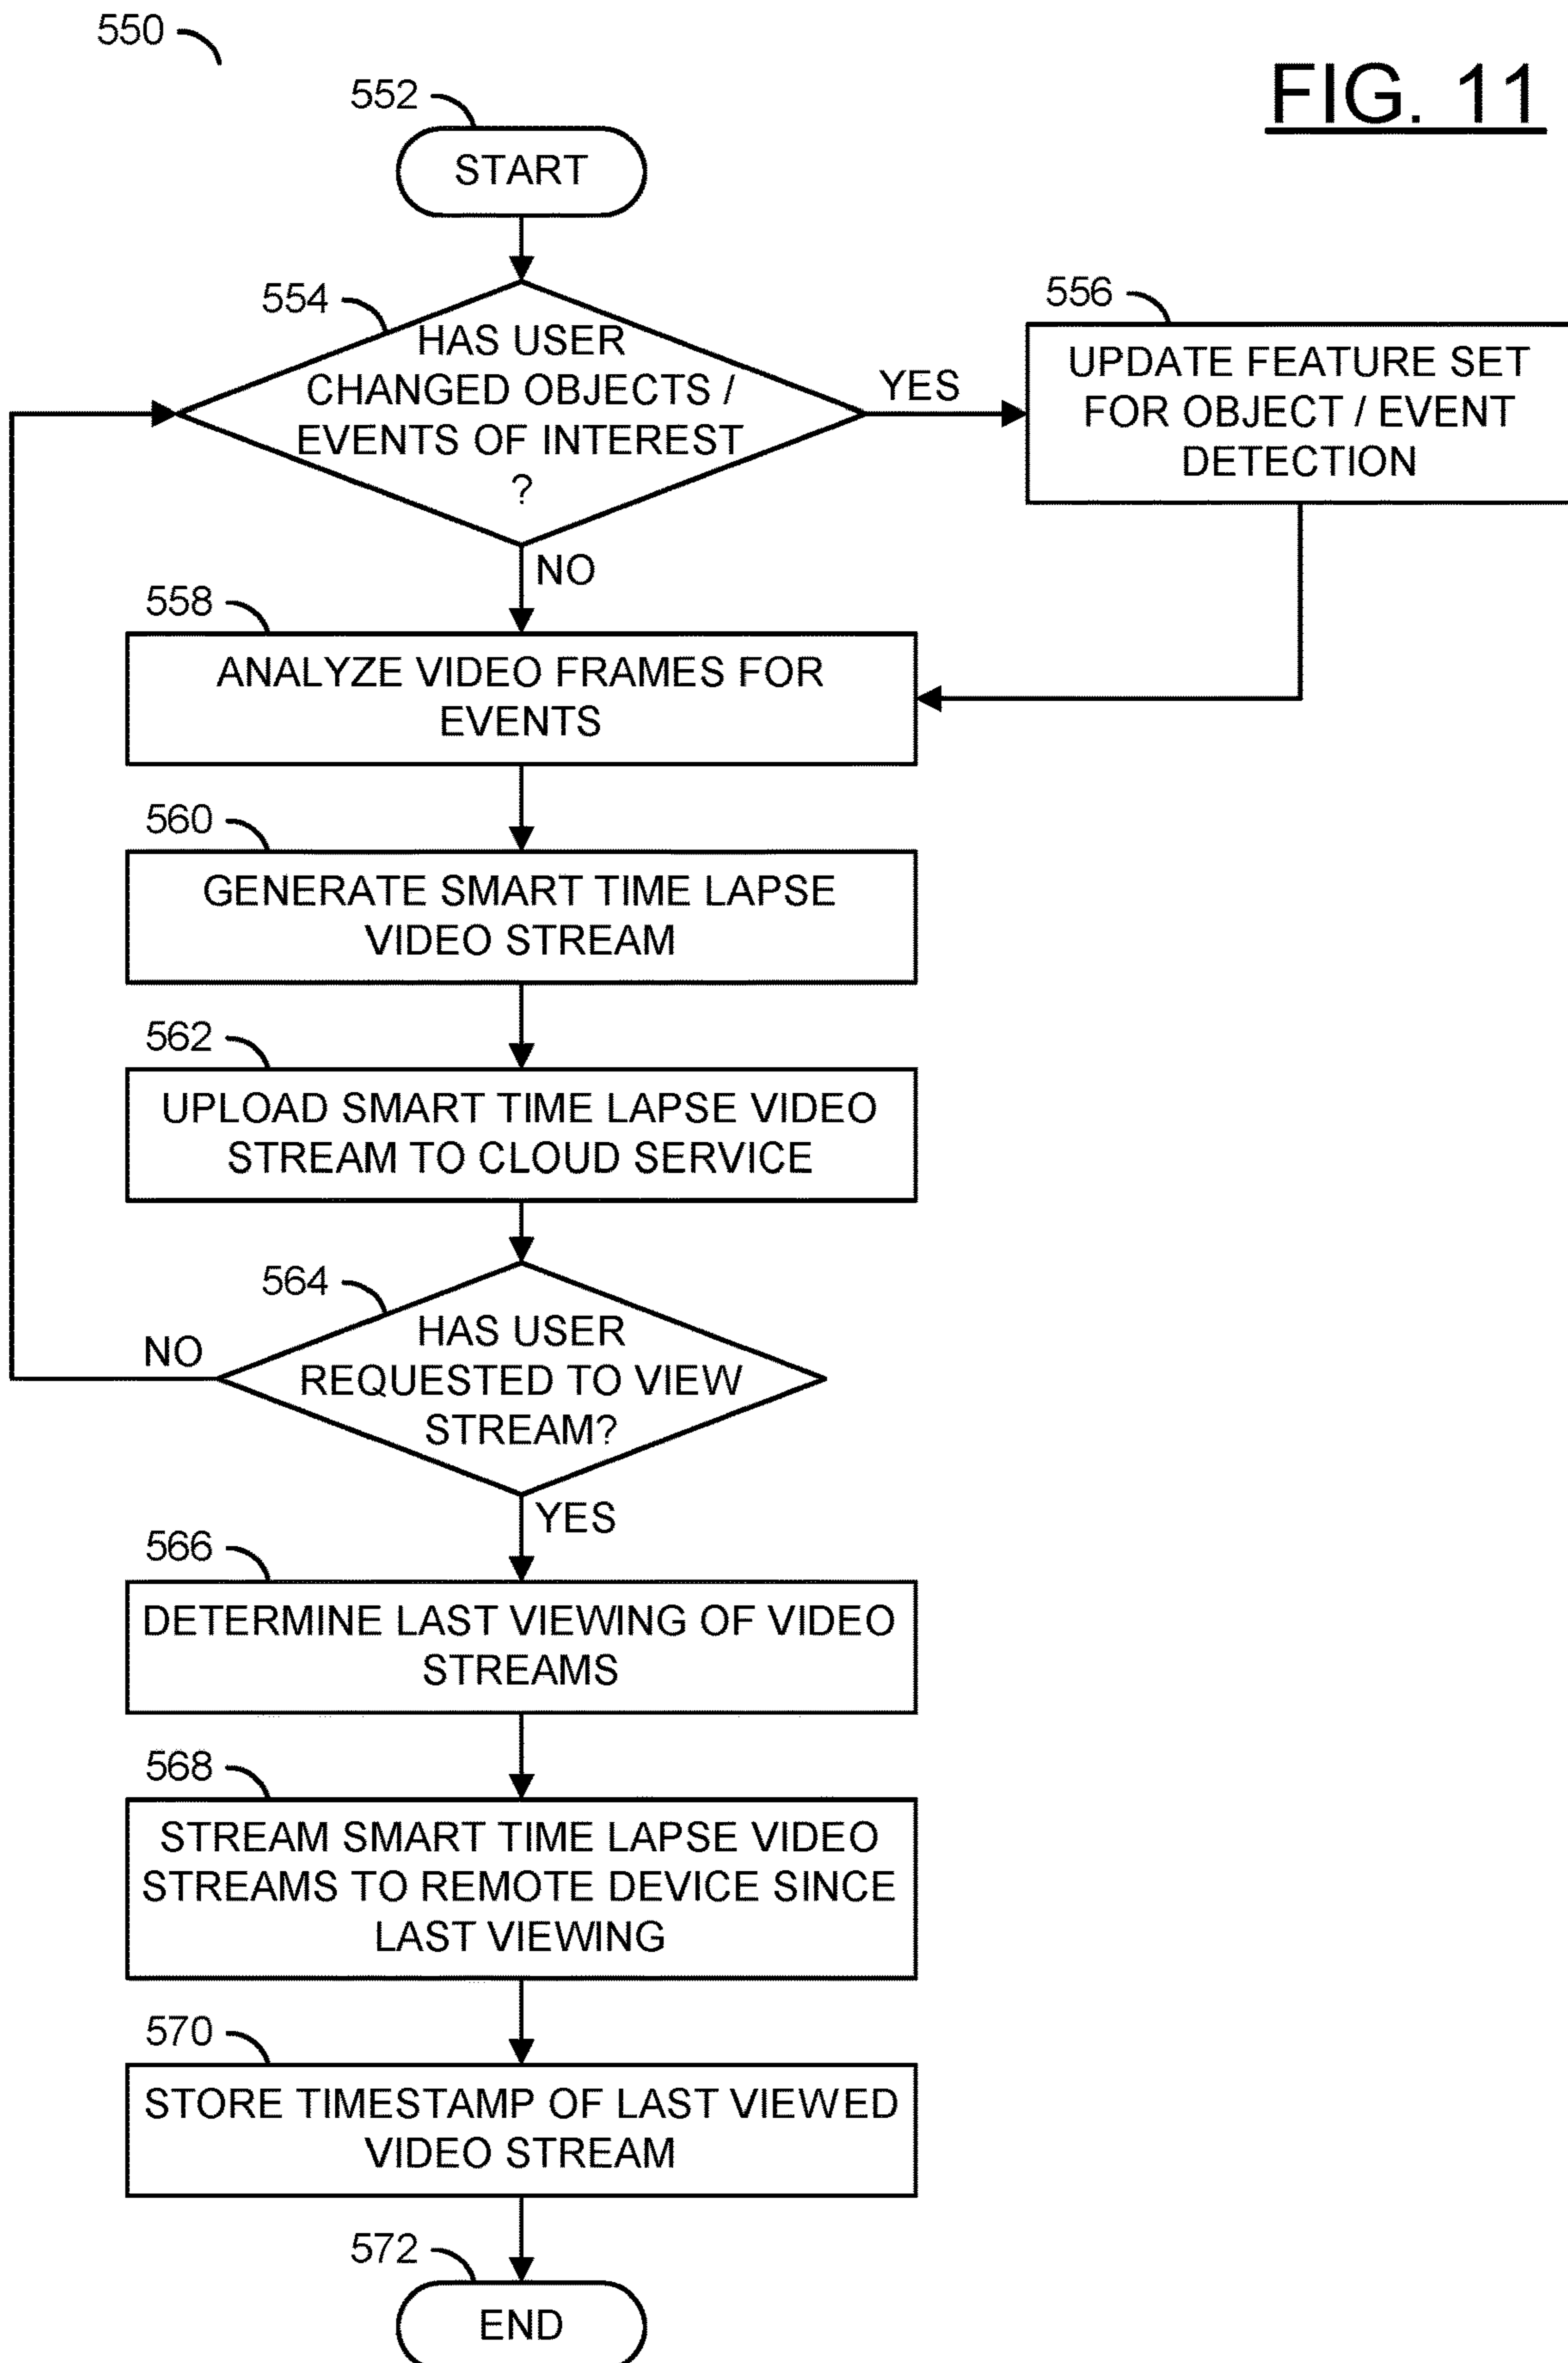 550
FIG. 11
552
START
554
HAS USER
CHANGED OBJECTS /
EVENTS OF INTEREST
?
YES
556
UPDATE FEATURE SET
FOR OBJECT / EVENT
DETECTION
NO
558
ANALYZE VIDEO FRAMES FOR
EVENTS
560
GENERATE SMART TIME LAPSE
VIDEO STREAM
562
UPLOAD SMART TIME LAPSE VIDEO
STREAM TO CLOUD SERVICE
564
HAS USER
REQUESTED TO VIEW
STREAM?
NO
YES
566
DETERMINE LAST VIEWING OF VIDEO
STREAMS
568
STREAM SMART TIME LAPSE VIDEO
STREAMS TO REMOTE DEVICE SINCE
LAST VIEWING
570
STORE TIMESTAMP OF LAST VIEWED
VIDEO STREAM
572
END